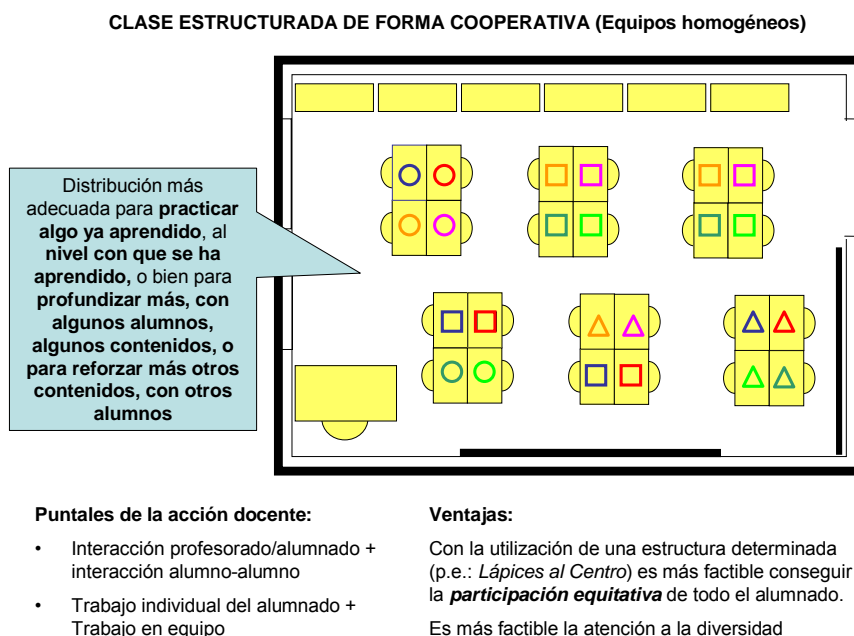 CLASE ESTRUCTURADA DE FORMA COOPERATIVA (Equipos homogéneos)
Distribución más
adecuada para practicar
algo ya aprendido, al
nivel con que se ha
aprendido, o bien para
profundizar más, con
algunos alumnos,
algunos contenidos, o
para reforzar más otros
contenidos, con otros
alumnos
Puntales de la acción docente:
• Interacción profesorado/alumnado +
interacción alumno-alumno
• Trabajo individual del alumnado +
Trabajo en equipo
Ventajas:
Con la utilización de una estructura determinada
(p.e.: Lápices al Centro) es más factible conseguir
la participación equitativa de todo el alumnado.
Es más factible la atención a la diversidad